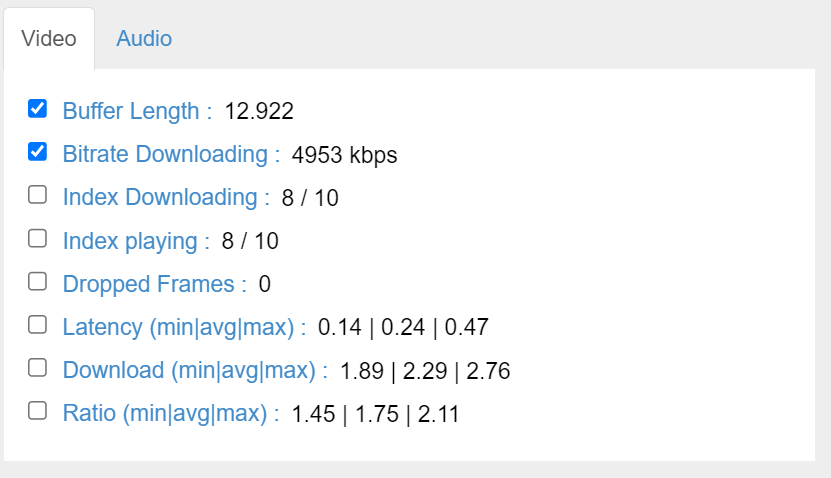 Video Audio
Buffer Length : 12.922
Bitrate Downloading : 4953 kbps
Index Downloading : 8 / 10
Index playing : 8 / 10
Dropped Frames : 0
Latency (min|avg|max) : 0.14 | 0.24 | 0.47
Download (min|avg|max) : 1.89 | 2.29 | 2.76
Ratio (min|avg|max) : 1.45 | 1.75 | 2.11